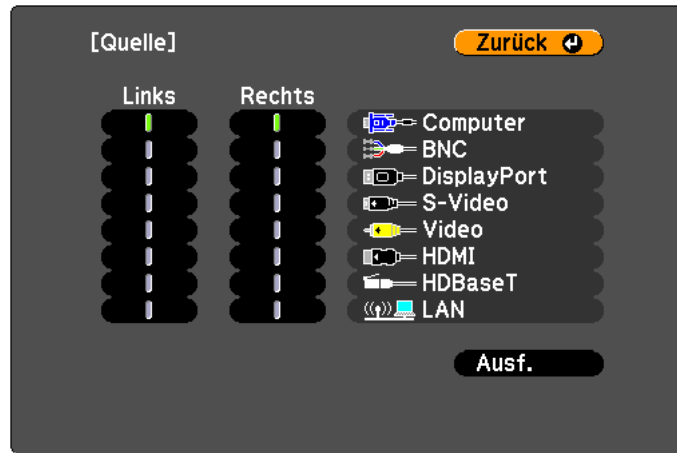 [Quelle] Zurück
Links Rechts
Computer
BNC
DisplayPort
S-Video
Video
HDMI
HDBaseT
LAN
Ausf.